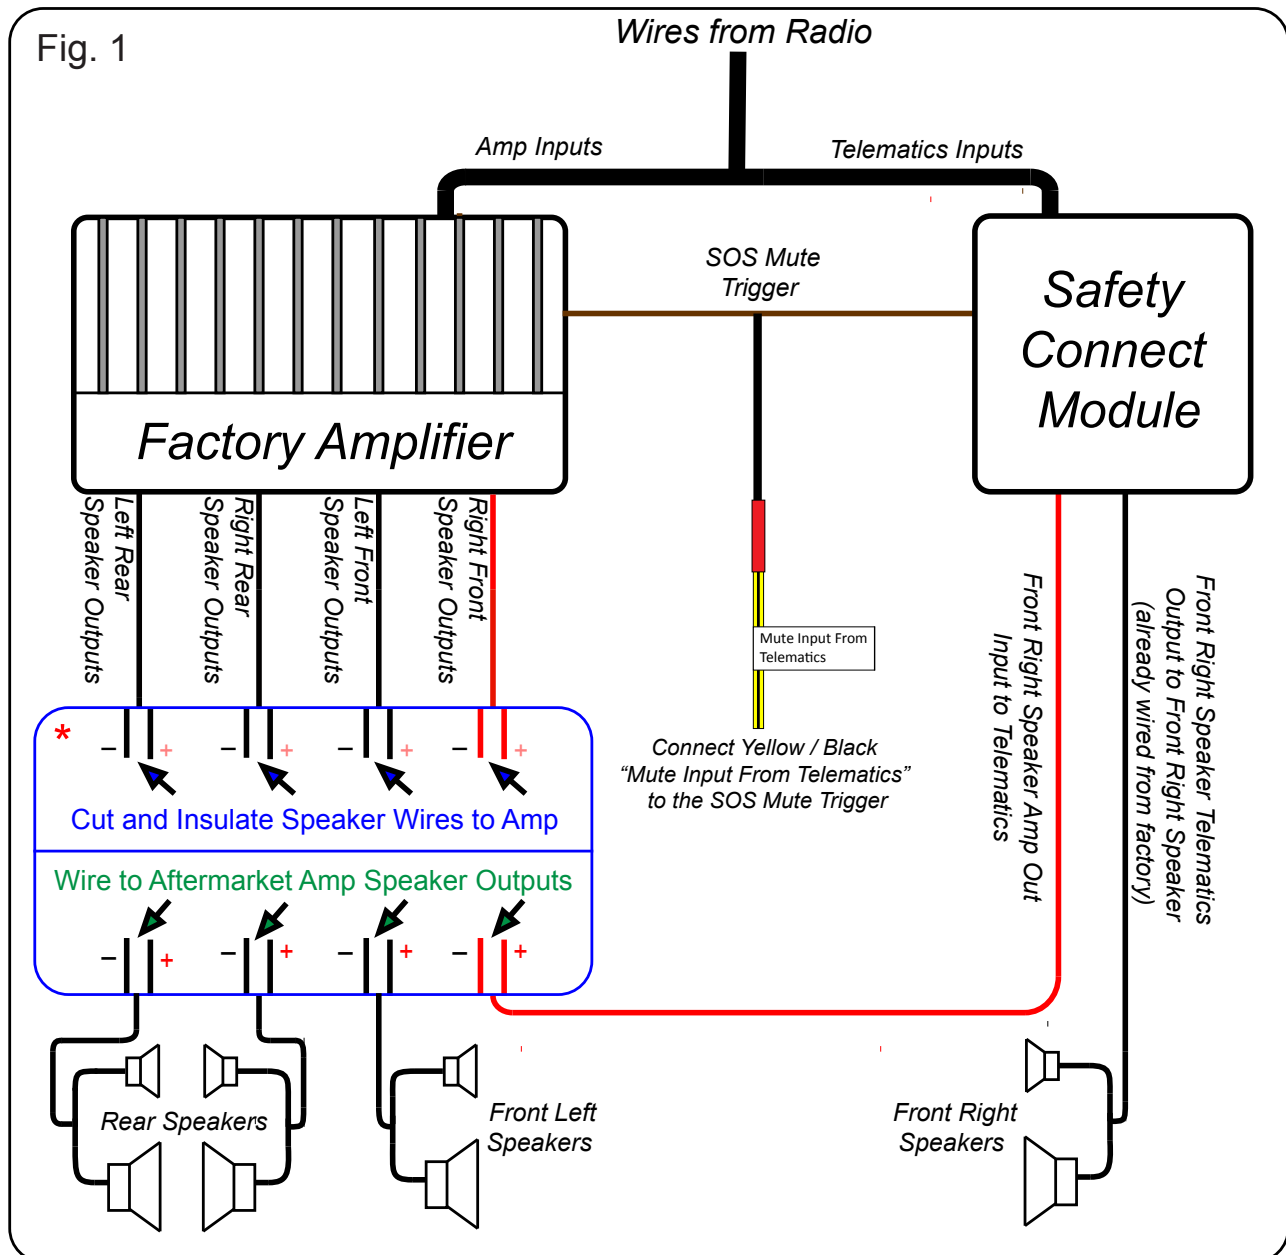 Fig. 1
Wires from Radio
Amp Inputs
Telematics Inputs
SOS Mute
Trigger
Safety
Connect
Module
Factory Amplifier
Left Rear
Speaker Outputs
Right Rear
Speaker Outputs
Left Front
Speaker Outputs
Right Front
Speaker Outputs
Mute Input From
Telematics
Connect Yellow / Black
“Mute Input From Telematics”
to the SOS Mute Trigger
Front Right Speaker Amp Out
Input to Telematics
Front Right Speaker Telematics
Output to Front Right Speaker
(already wired from factory)
*
− + − + − + − +
Cut and Insulate Speaker Wires to Amp
Wire to Aftermarket Amp Speaker Outputs
− + − + − + − +
Rear Speakers
Front Left
Speakers
Front Right
Speakers